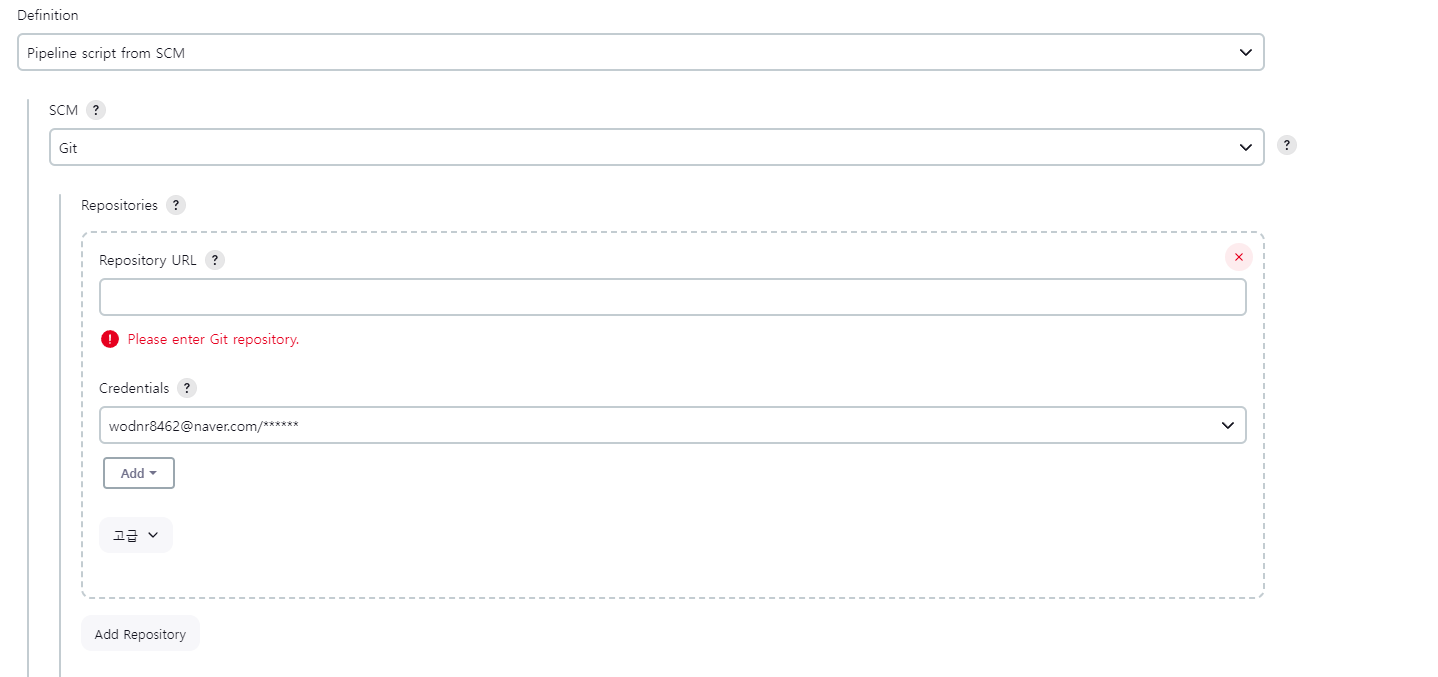 Definition
Pipeline script from SCM
SCM ?
Git
?
Repositories ?
Repository URL ?
Please enter Git repository.
Credentials ?
wodnr8462@naver.com/******
Add
고급
Add Repository